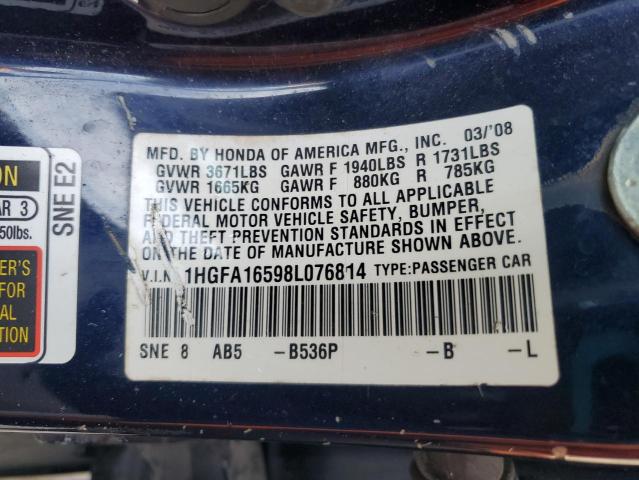 MFD. BY HONDA OF AMERICA MFG., INC. 03/'08
GVWR 3671LBS GAWR F 1940LBS R 1731LBS
GVWR 1665KG GAWR F 880KG R 785KG
THIS VEHICLE CONFORMS TO ALL APPLICABLE
FEDERAL MOTOR VEHICLE SAFETY, BUMPER,
AND THEFT PREVENTION STANDARDS IN EFFECT
ON THE DATE OF MANUFACTURE SHOWN ABOVE.
V.I.N. 1HGFA16598L076814 TYPE:PASSENGER CAR
SNE 8 AB5 -B536P -B -L
SNE E2
ON
AR 3
50lbs.
ER'S
FOR
AL
ION